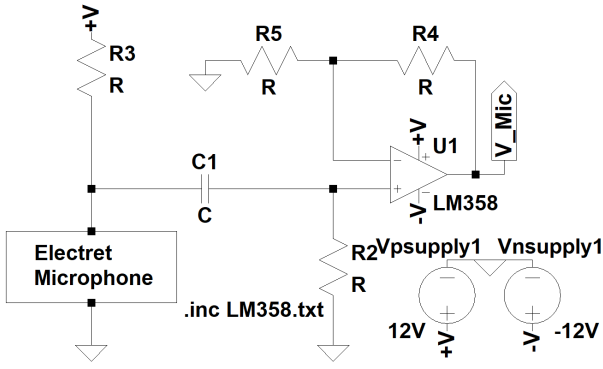 +V
R3
R
R5
R
R4
R
V_Mic
C1
C
+V
U1
−
+
+
−
-V
LM358
Electret
Microphone
R2
R
.inc LM358.txt
Vpsupply1
−
+
12V
+V
Vnsupply1
−
+
-12V
-V